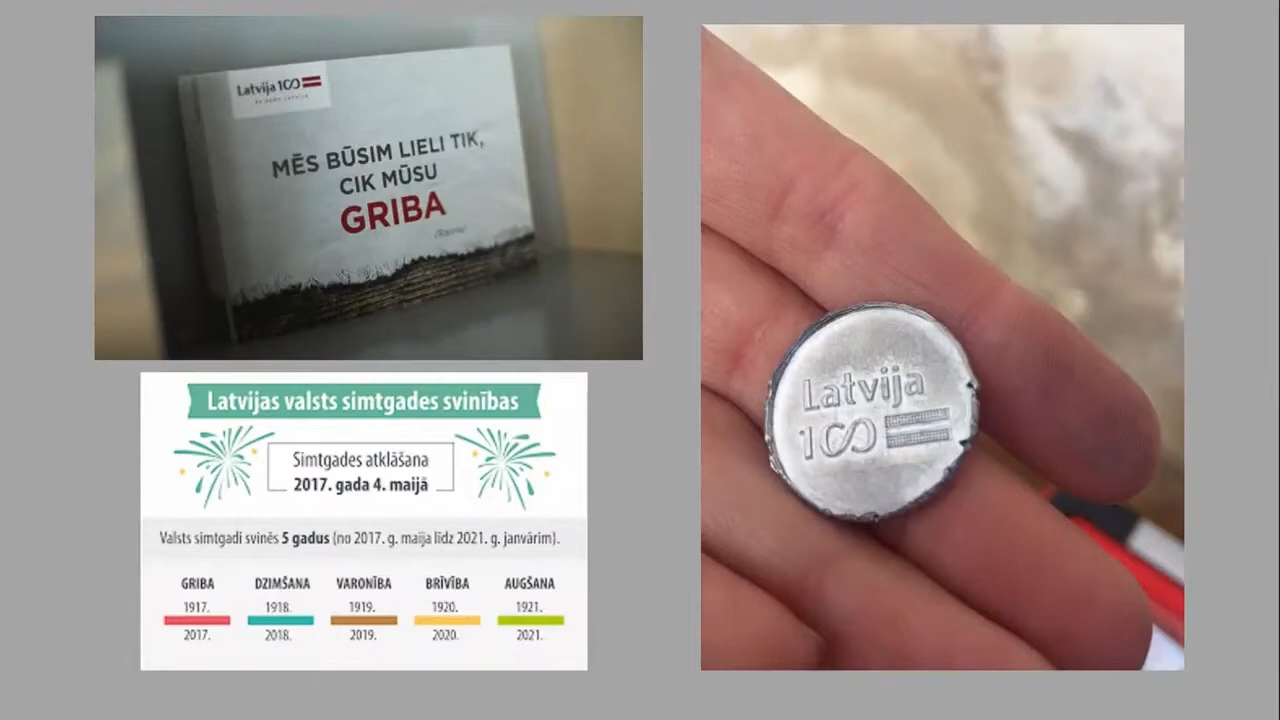 Latvija 100
MĒS BŪSIM LIELI TIK,
CIK MŪSU
GRIBA
/Rainis/
Latvijas valsts simtgades svinības
Simtgades atklāšana
2017. gada 4. maijā
Valsts simtgadi svinēs 5 gadus (no 2017. g. maija līdz 2021. g. janvārim).
GRIBA DZIMŠANA VARONĪBA BRĪVĪBA AUGŠANA
1917. 1918. 1919. 1920. 1921.
2017. 2018. 2019. 2020. 2021.
Latvija
100